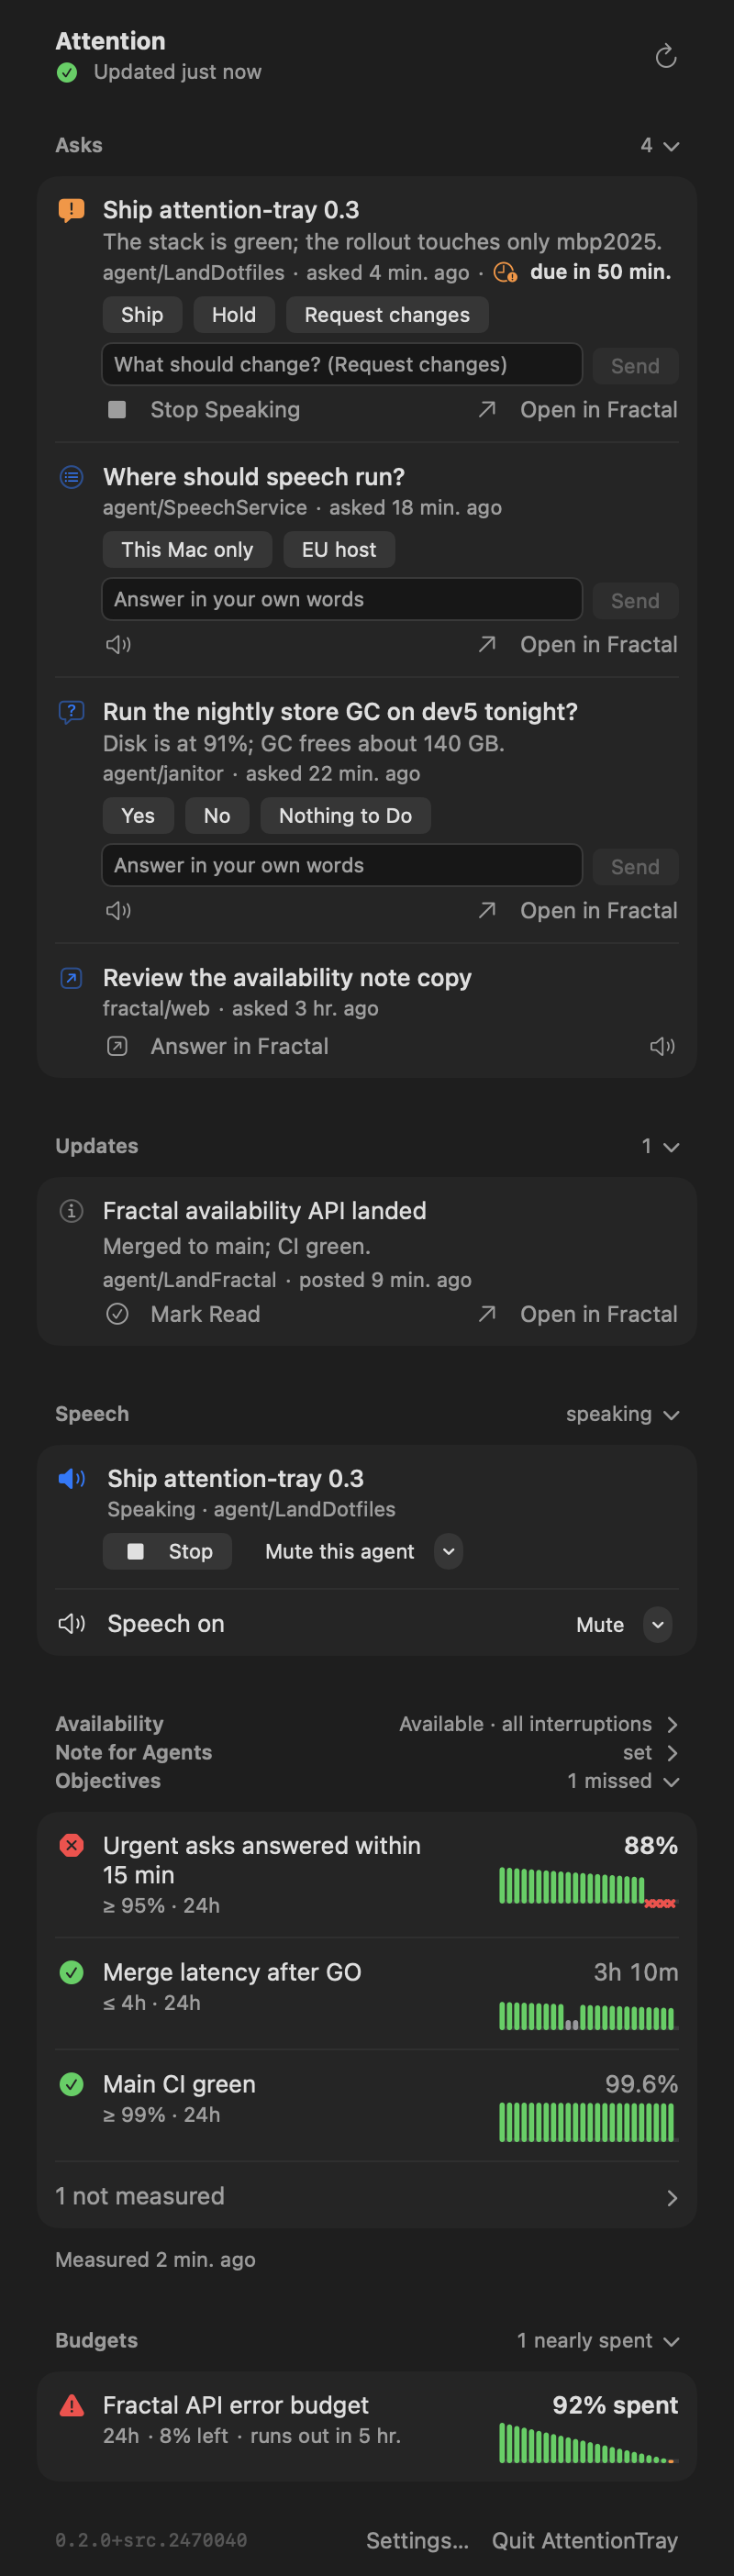 Attention
Updated just now
Asks 4
Ship attention-tray 0.3
The stack is green; the rollout touches only mbp2025.
agent/LandDotfiles · asked 4 min. ago · due in 50 min.
Ship Hold Request changes
What should change? (Request changes) Send
Stop Speaking Open in Fractal
Where should speech run?
agent/SpeechService · asked 18 min. ago
This Mac only EU host
Answer in your own words Send
Open in Fractal
Run the nightly store GC on dev5 tonight?
Disk is at 91%; GC frees about 140 GB.
agent/janitor · asked 22 min. ago
Yes No Nothing to Do
Answer in your own words Send
Open in Fractal
Review the availability note copy
fractal/web · asked 3 hr. ago
Answer in Fractal
Updates 1
Fractal availability API landed
Merged to main; CI green.
agent/LandFractal · posted 9 min. ago
Mark Read Open in Fractal
Speech speaking
Ship attention-tray 0.3
Speaking · agent/LandDotfiles
Stop Mute this agent
Speech on Mute
Availability Available · all interruptions
Note for Agents set
Objectives 1 missed
Urgent asks answered within 88%
15 min
≥ 95% · 24h
Merge latency after GO 3h 10m
≤ 4h · 24h
Main CI green 99.6%
≥ 99% · 24h
1 not measured
Measured 2 min. ago
Budgets 1 nearly spent
Fractal API error budget 92% spent
24h · 8% left · runs out in 5 hr.
0.2.0+src.2470040 Settings... Quit AttentionTray